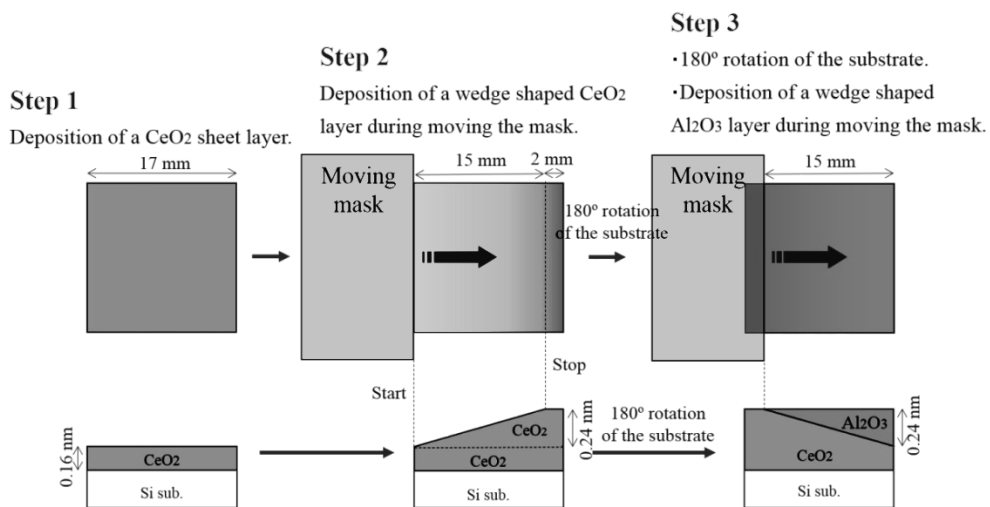 Step 1
Deposition of a CeO2 sheet layer.
17 mm
Step 2
Deposition of a wedge shaped CeO2
layer during moving the mask.
Moving
mask
15 mm
2 mm
180º rotation
of the substrate
Step 3
・180º rotation of the substrate.
・Deposition of a wedge shaped
Al2O3 layer during moving the mask.
Moving
mask
15 mm
Start
Stop
0.16 nm
CeO2
Si sub.
CeO2
CeO2
Si sub.
0.24 nm
180º rotation
of the substrate
Al2O3
CeO2
Si sub.
0.24 nm